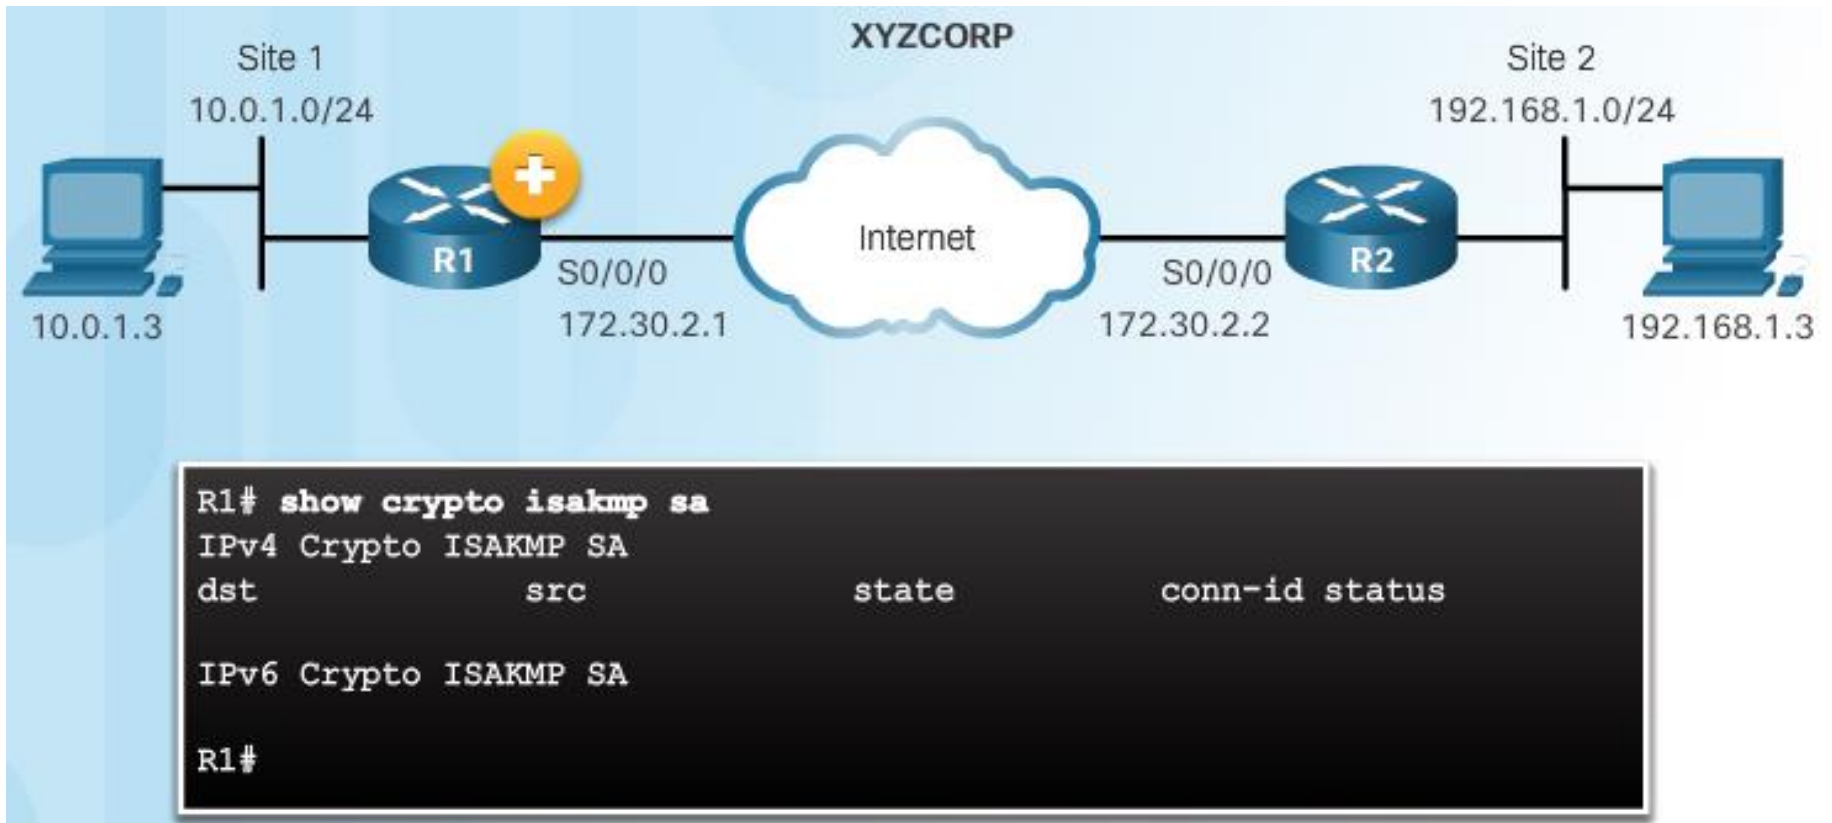 XYZCORP
Site 1
10.0.1.0/24
Site 2
192.168.1.0/24
R1
Internet
R2
S0/0/0
172.30.2.1
S0/0/0
172.30.2.2
10.0.1.3
192.168.1.3
R1# show crypto isakmp sa
IPv4 Crypto ISAKMP SA
dst src state conn-id status
IPv6 Crypto ISAKMP SA
R1#